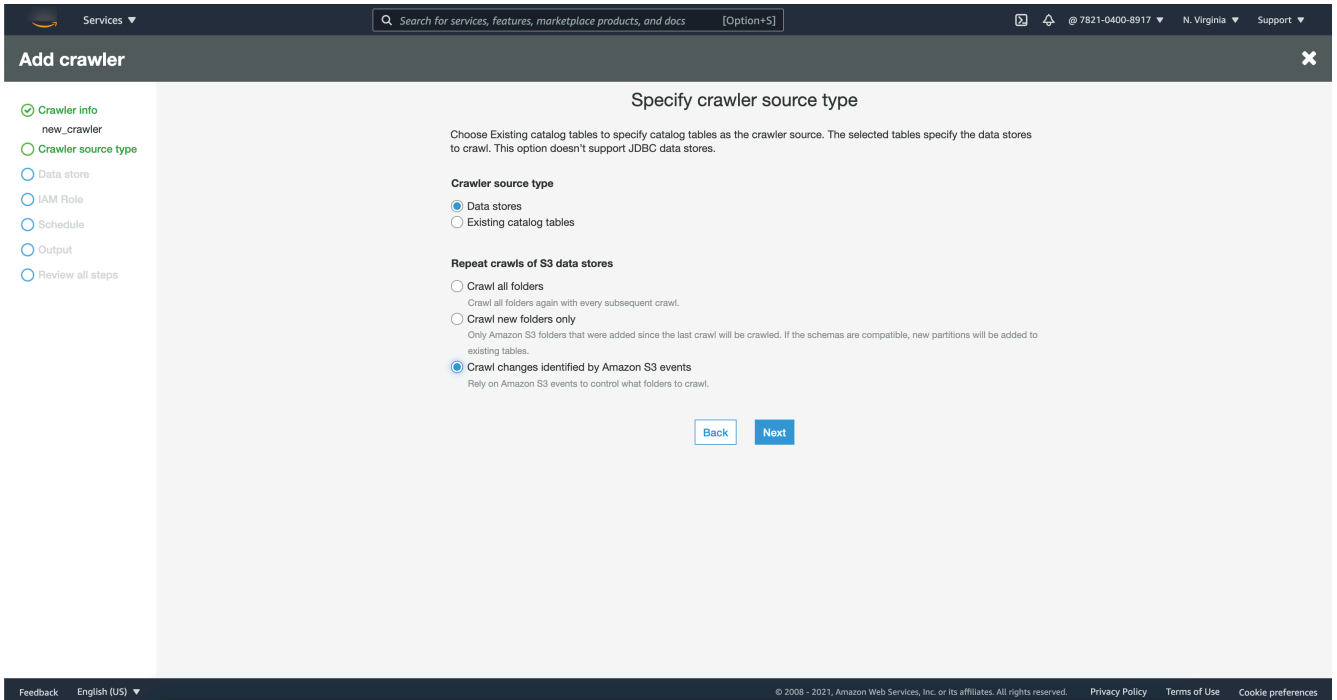 Services ▼
Search for services, features, marketplace products, and docs [Option+S]
@ 7821-0400-8917 ▼
N. Virginia ▼
Support ▼
Add crawler
Crawler info
new_crawler
Crawler source type
Data store
IAM Role
Schedule
Output
Review all steps
Specify crawler source type
Choose Existing catalog tables to specify catalog tables as the crawler source. The selected tables specify the data stores
to crawl. This option doesn't support JDBC data stores.
Crawler source type
Data stores
Existing catalog tables
Repeat crawls of S3 data stores
Crawl all folders
Crawl all folders again with every subsequent crawl.
Crawl new folders only
Only Amazon S3 folders that were added since the last crawl will be crawled. If the schemas are compatible, new partitions will be added to
existing tables.
Crawl changes identified by Amazon S3 events
Rely on Amazon S3 events to control what folders to crawl.
Back
Next
Feedback
English (US) ▼
© 2008 - 2021, Amazon Web Services, Inc. or its affiliates. All rights reserved.
Privacy Policy
Terms of Use
Cookie preferences